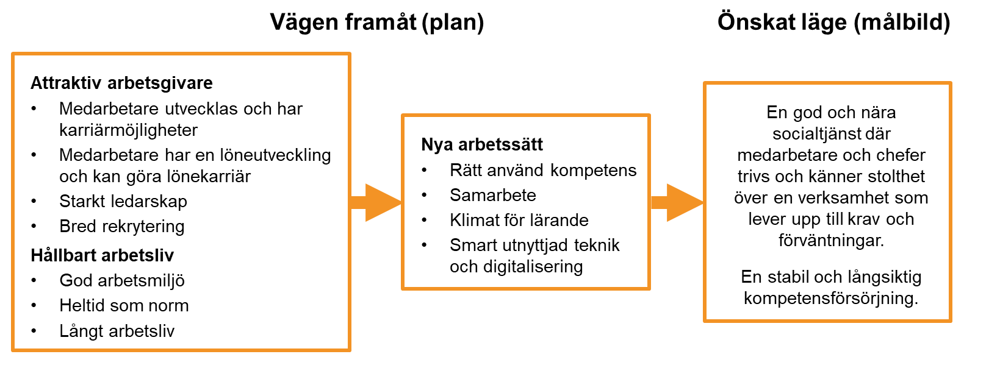 Vägen framåt (plan)
Önskat läge (målbild)
Attraktiv arbetsgivare
• Medarbetare utvecklas och har
karriärmöjligheter
• Medarbetare har en löneutveckling
och kan göra lönekarriär
• Starkt ledarskap
• Bred rekrytering
Hållbart arbetsliv
• God arbetsmiljö
• Heltid som norm
• Långt arbetsliv
Nya arbetssätt
• Rätt använd kompetens
• Samarbete
• Klimat för lärande
• Smart utnyttjad teknik
och digitalisering
En god och nära
socialtjänst där
medarbetare och chefer
trivs och känner stolthet
över en verksamhet som
lever upp till krav och
förväntningar.
En stabil och långsiktig
kompetensförsörjning.